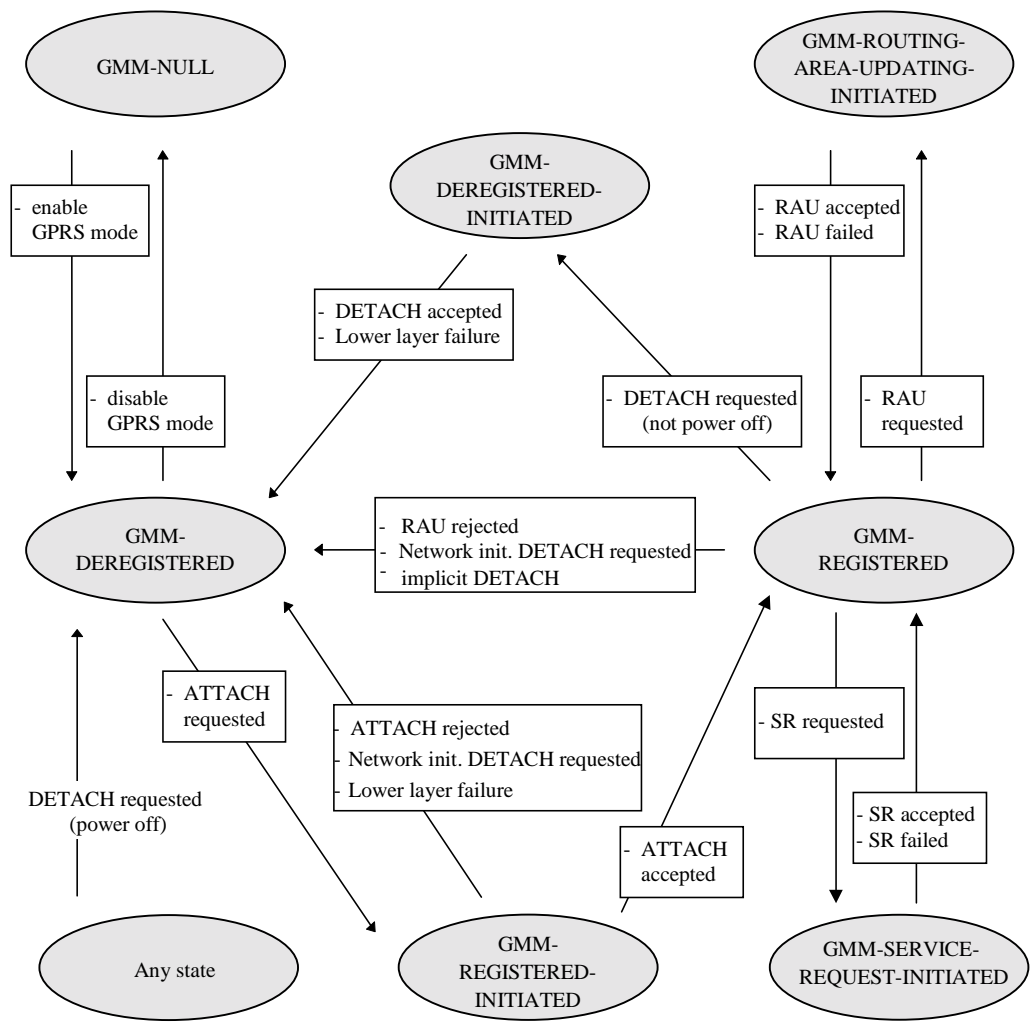 GMM-NULL
GMM-ROUTING-
AREA-UPDATING-
INITIATED
GMM-
DEREGISTERED-
INITIATED
- enable
GPRS mode
- RAU accepted
- RAU failed
- DETACH accepted
- Lower layer failure
- disable
GPRS mode
- DETACH requested
(not power off)
- RAU
requested
GMM-
DEREGISTERED
- RAU rejected
- Network init. DETACH requested
- implicit DETACH
GMM-
REGISTERED
- ATTACH
requested
- ATTACH rejected
- Network init. DETACH requested
- Lower layer failure
- SR requested
DETACH requested
(power off)
- ATTACH
accepted
- SR accepted
- SR failed
Any state
GMM-
REGISTERED-
INITIATED
GMM-SERVICE-
REQUEST-INITIATED